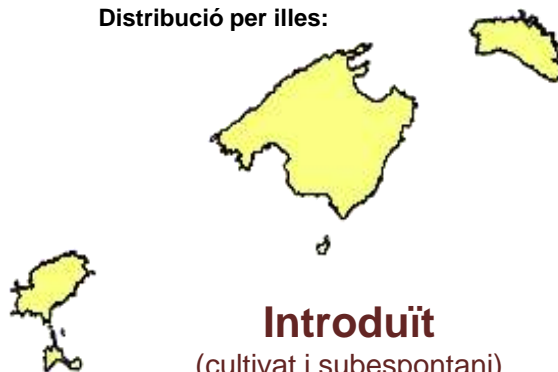 Distribució per illes:
Introduït
(cultivat i subespontani)